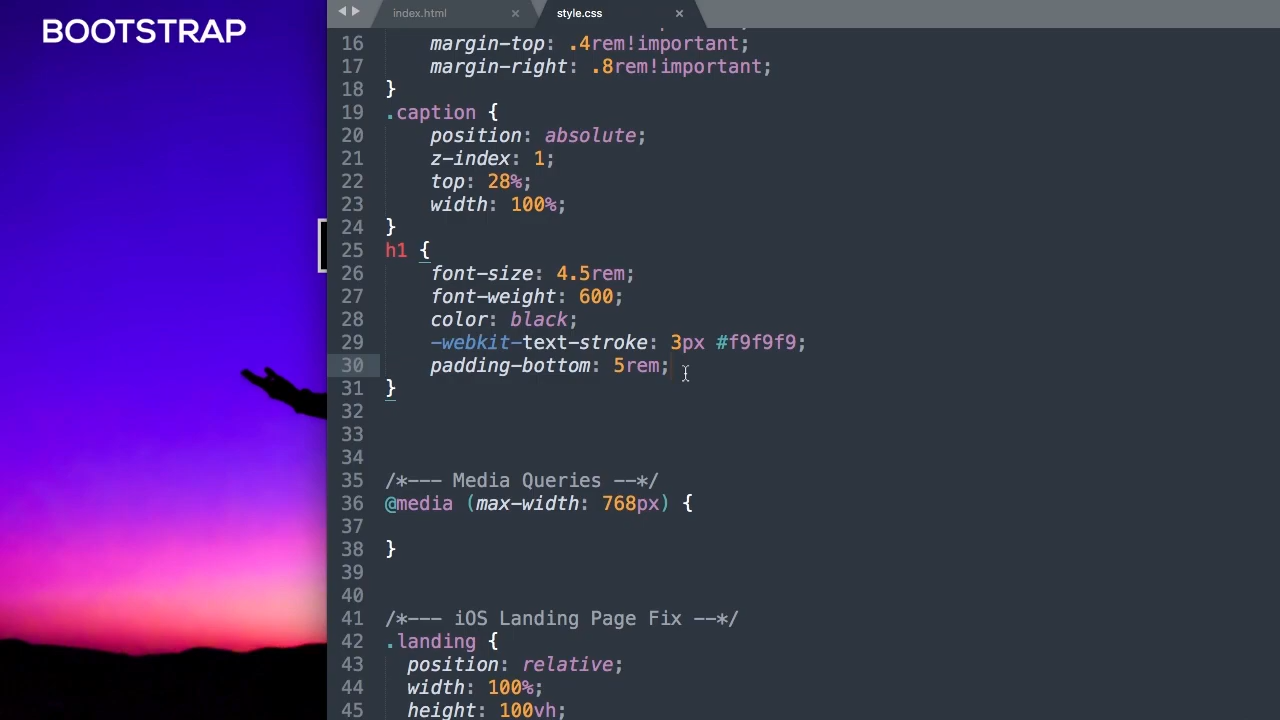 BOOTSTRAP
index.html × style.css ×
16 margin-top: .4rem!important;
17 margin-right: .8rem!important;
18 }
19 .caption {
20 position: absolute;
21 z-index: 1;
22 top: 28%;
23 width: 100%;
24 }
25 h1 {
26 font-size: 4.5rem;
27 font-weight: 600;
28 color: black;
29 -webkit-text-stroke: 3px #f9f9f9;
30 padding-bottom: 5rem;
31 }
32
33
34
35 /*--- Media Queries --*/
36 @media (max-width: 768px) {
37
38 }
39
40
41 /*--- iOS Landing Page Fix --*/
42 .landing {
43 position: relative;
44 width: 100%;
45 height: 100vh;